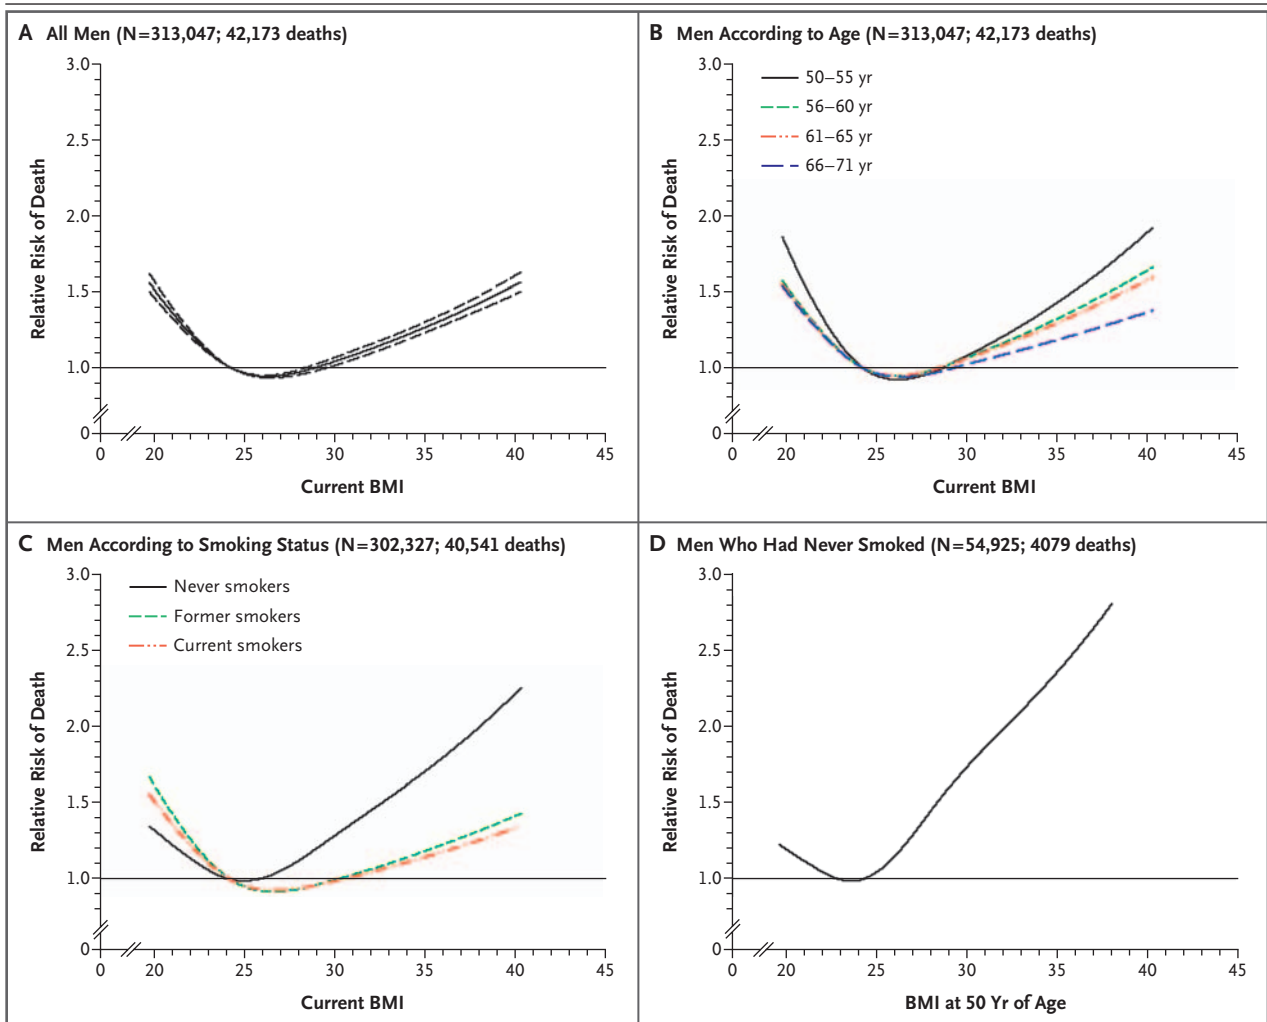 A All Men (N=313,047; 42,173 deaths)
3.0
2.5
2.0
1.5
1.0
0
Relative Risk of Death
0 20 25 30 35 40 45
Current BMI
B Men According to Age (N=313,047; 42,173 deaths)
3.0
2.5
2.0
1.5
1.0
0
Relative Risk of Death
50–55 yr
56–60 yr
61–65 yr
66–71 yr
0 20 25 30 35 40 45
Current BMI
C Men According to Smoking Status (N=302,327; 40,541 deaths)
3.0
2.5
2.0
1.5
1.0
0
Relative Risk of Death
Never smokers
Former smokers
Current smokers
0 20 25 30 35 40 45
Current BMI
D Men Who Had Never Smoked (N=54,925; 4079 deaths)
3.0
2.5
2.0
1.5
1.0
0
Relative Risk of Death
0 20 25 30 35 40 45
BMI at 50 Yr of Age